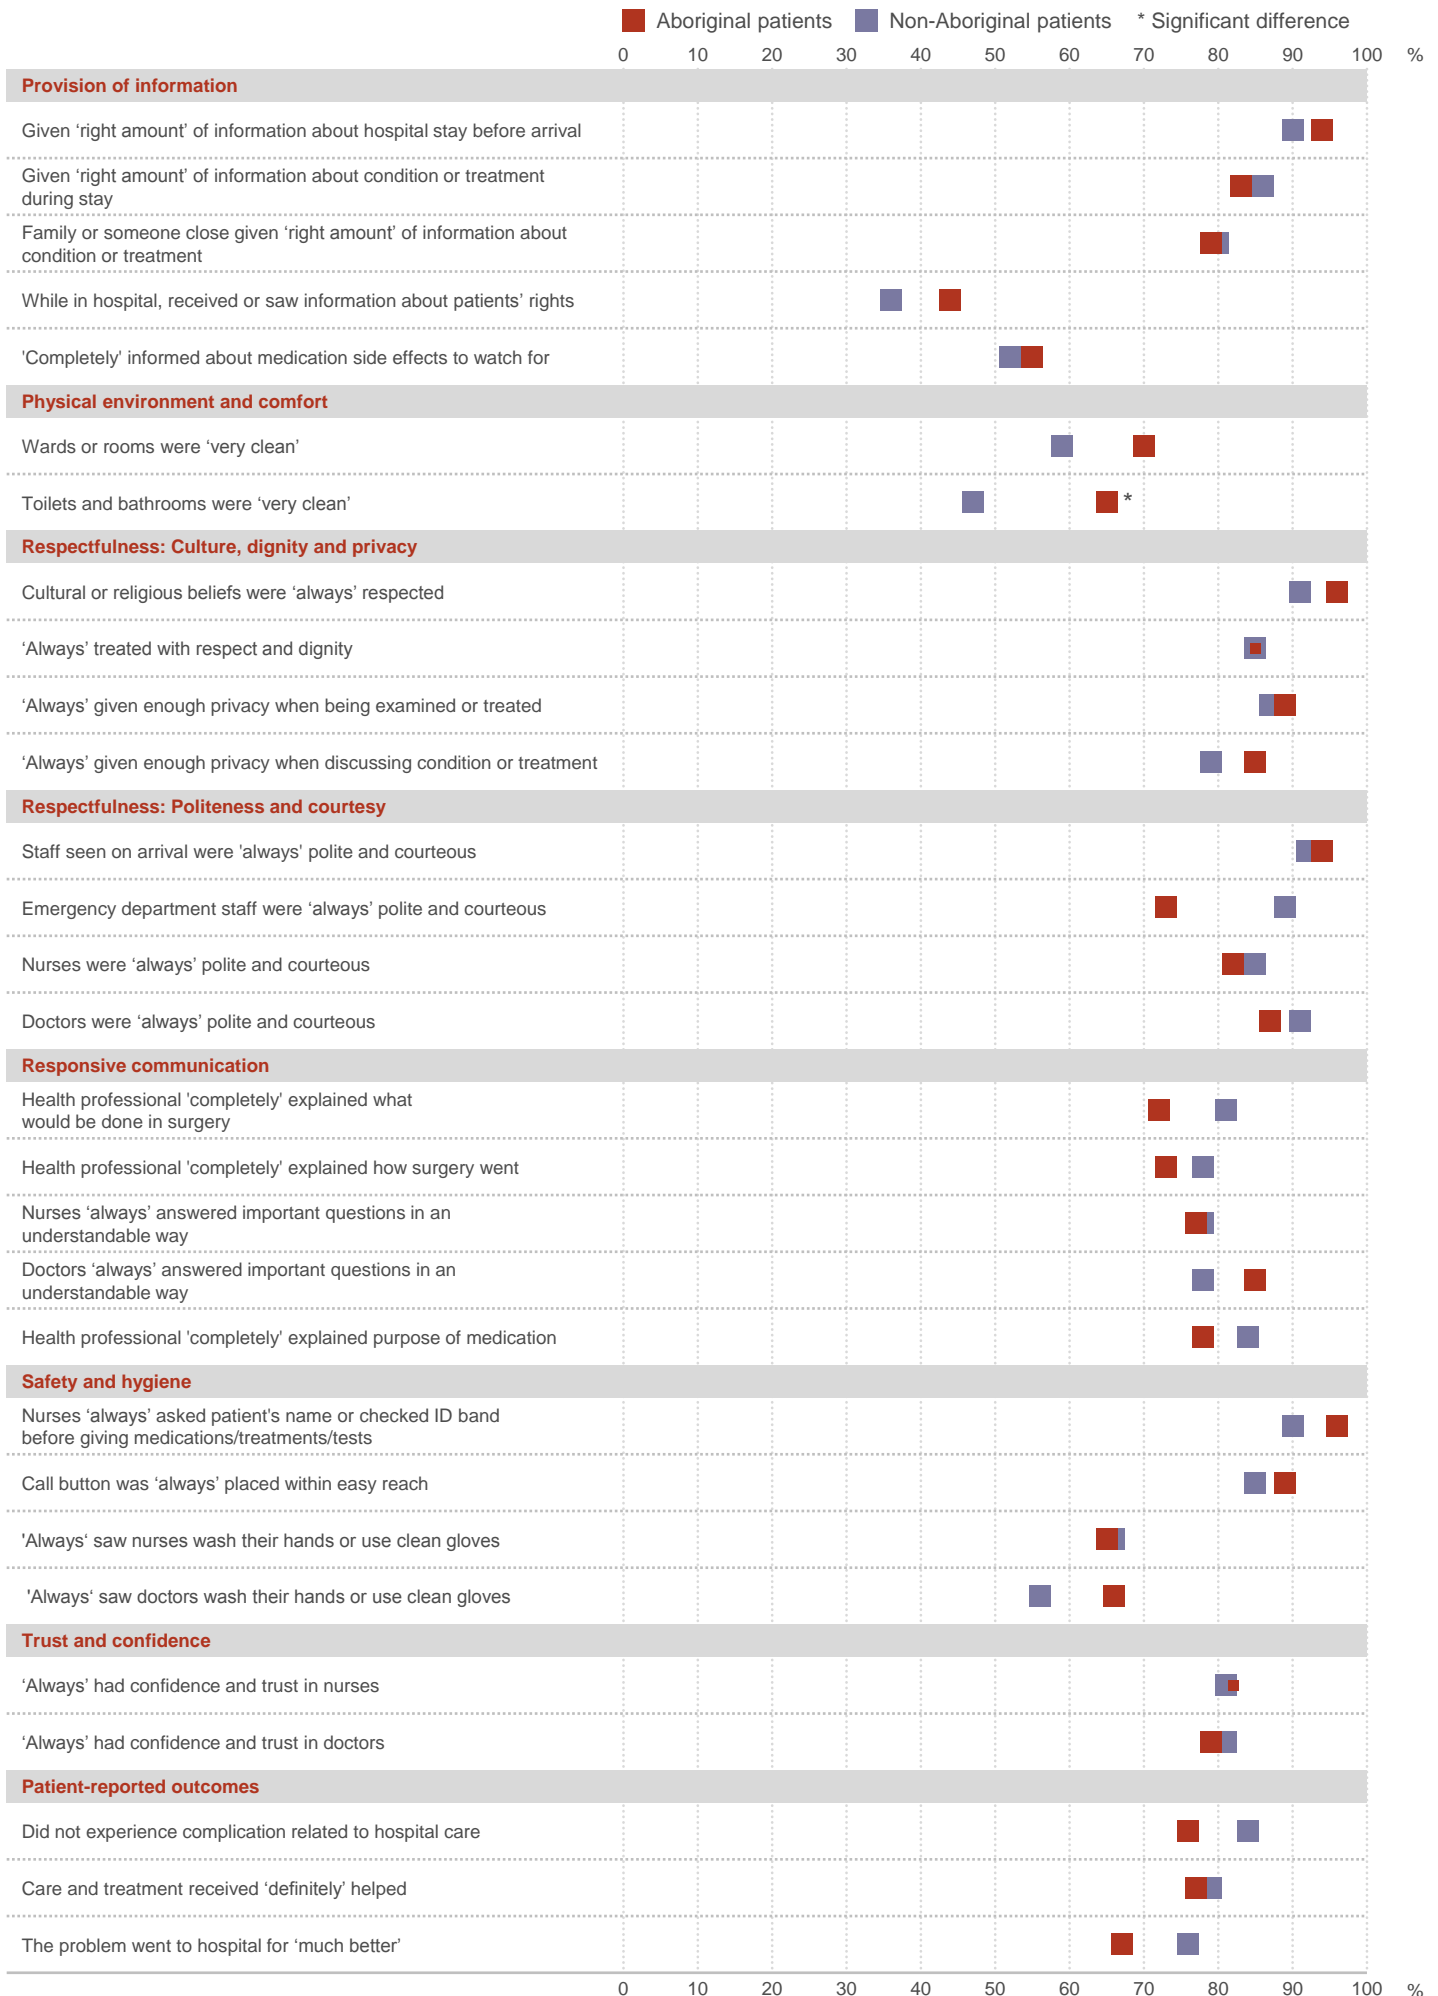 Aboriginal patients Non-Aboriginal patients * Significant difference
0 10 20 30 40 50 60 70 80 90 100 %
Provision of information
Given ‘right amount’ of information about hospital stay before arrival
Given ‘right amount’ of information about condition or treatment
during stay
Family or someone close given ‘right amount’ of information about
condition or treatment
While in hospital, received or saw information about patients’ rights
'Completely' informed about medication side effects to watch for
Physical environment and comfort
Wards or rooms were ‘very clean’
Toilets and bathrooms were ‘very clean’
*
Respectfulness: Culture, dignity and privacy
Cultural or religious beliefs were ‘always’ respected
‘Always’ treated with respect and dignity
‘Always’ given enough privacy when being examined or treated
‘Always’ given enough privacy when discussing condition or treatment
Respectfulness: Politeness and courtesy
Staff seen on arrival were 'always' polite and courteous
Emergency department staff were ‘always’ polite and courteous
Nurses were ‘always’ polite and courteous
Doctors were ‘always’ polite and courteous
Responsive communication
Health professional 'completely' explained what
would be done in surgery
Health professional 'completely' explained how surgery went
Nurses ‘always’ answered important questions in an
understandable way
Doctors ‘always’ answered important questions in an
understandable way
Health professional 'completely' explained purpose of medication
Safety and hygiene
Nurses ‘always’ asked patient's name or checked ID band
before giving medications/treatments/tests
Call button was ‘always’ placed within easy reach
'Always‘ saw nurses wash their hands or use clean gloves
'Always‘ saw doctors wash their hands or use clean gloves
Trust and confidence
‘Always’ had confidence and trust in nurses
‘Always’ had confidence and trust in doctors
Patient-reported outcomes
Did not experience complication related to hospital care
Care and treatment received ‘definitely’ helped
The problem went to hospital for ‘much better’
0 10 20 30 40 50 60 70 80 90 100 %